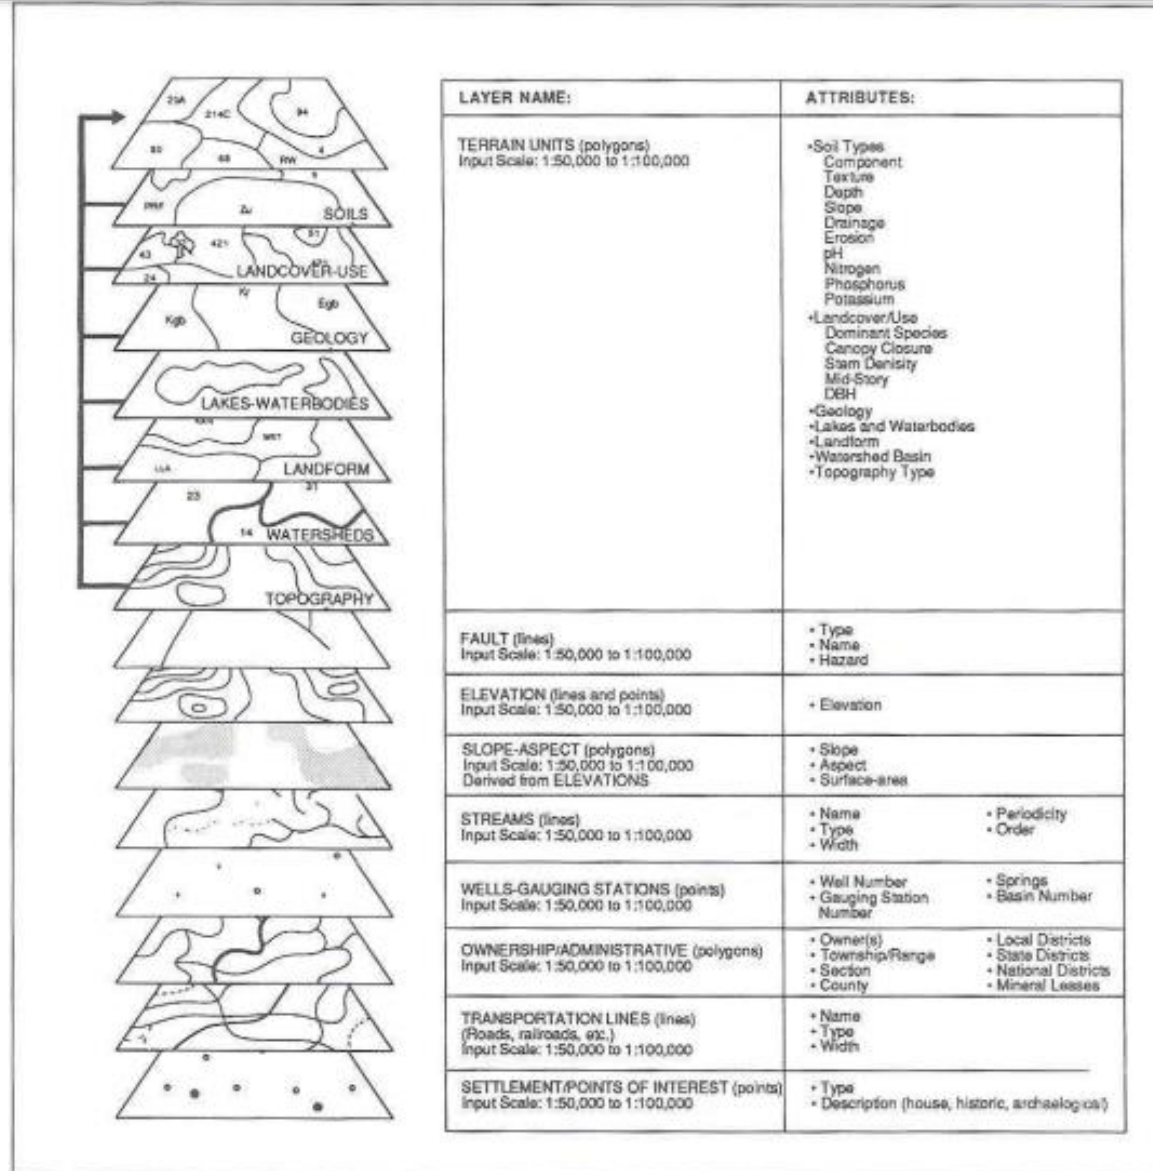 29A
214C
94
80
68
RW
4
PRF
Zu
5
SOILS
43
421
51
24
LANDCOVER-USE
Kgb
Kr
Egb
GEOLOGY
LAKES-WATERBODIES
WET
LLA
LANDFORM
23
31
14 WATERSHEDS
TOPOGRAPHY
LAYER NAME:
ATTRIBUTES:
TERRAIN UNITS (polygons)
Input Scale: 1:50,000 to 1:100,000
•Soil Types
Component
Texture
Depth
Slope
Drainage
Erosion
pH
Nitrogen
Phosphorus
Potassium
•Landcover/Use
Dominant Species
Canopy Closure
Stem Denisity
Mid-Story
DBH
•Geology
•Lakes and Waterbodies
•Landform
•Watershed Basin
•Topography Type
FAULT (lines)
Input Scale: 1:50,000 to 1:100,000
• Type
• Name
• Hazard
ELEVATION (lines and points)
Input Scale: 1:50,000 to 1:100,000
• Elevation
SLOPE-ASPECT (polygons)
Input Scale: 1:50,000 to 1:100,000
Derived from ELEVATIONS
• Slope
• Aspect
• Surface-area
STREAMS (lines)
Input Scale: 1:50,000 to 1:100,000
• Name
• Type
• Width
• Periodicity
• Order
WELLS-GAUGING STATIONS (points)
Input Scale: 1:50,000 to 1:100,000
• Well Number
• Gauging Station
Number
• Springs
• Basin Number
OWNERSHIP/ADMINISTRATIVE (polygons)
Input Scale: 1:50,000 to 1:100,000
• Owner(s)
• Township/Range
• Section
• County
• Local Districts
• State Districts
• National Districts
• Mineral Leases
TRANSPORTATION LINES (lines)
(Roads, railroads, etc.)
Input Scale: 1:50,000 to 1:100,000
• Name
• Type
• Width
SETTLEMENT/POINTS OF INTEREST (points)
Input Scale: 1:50,000 to 1:100,000
• Type
• Description (house, historic, archaelogical)